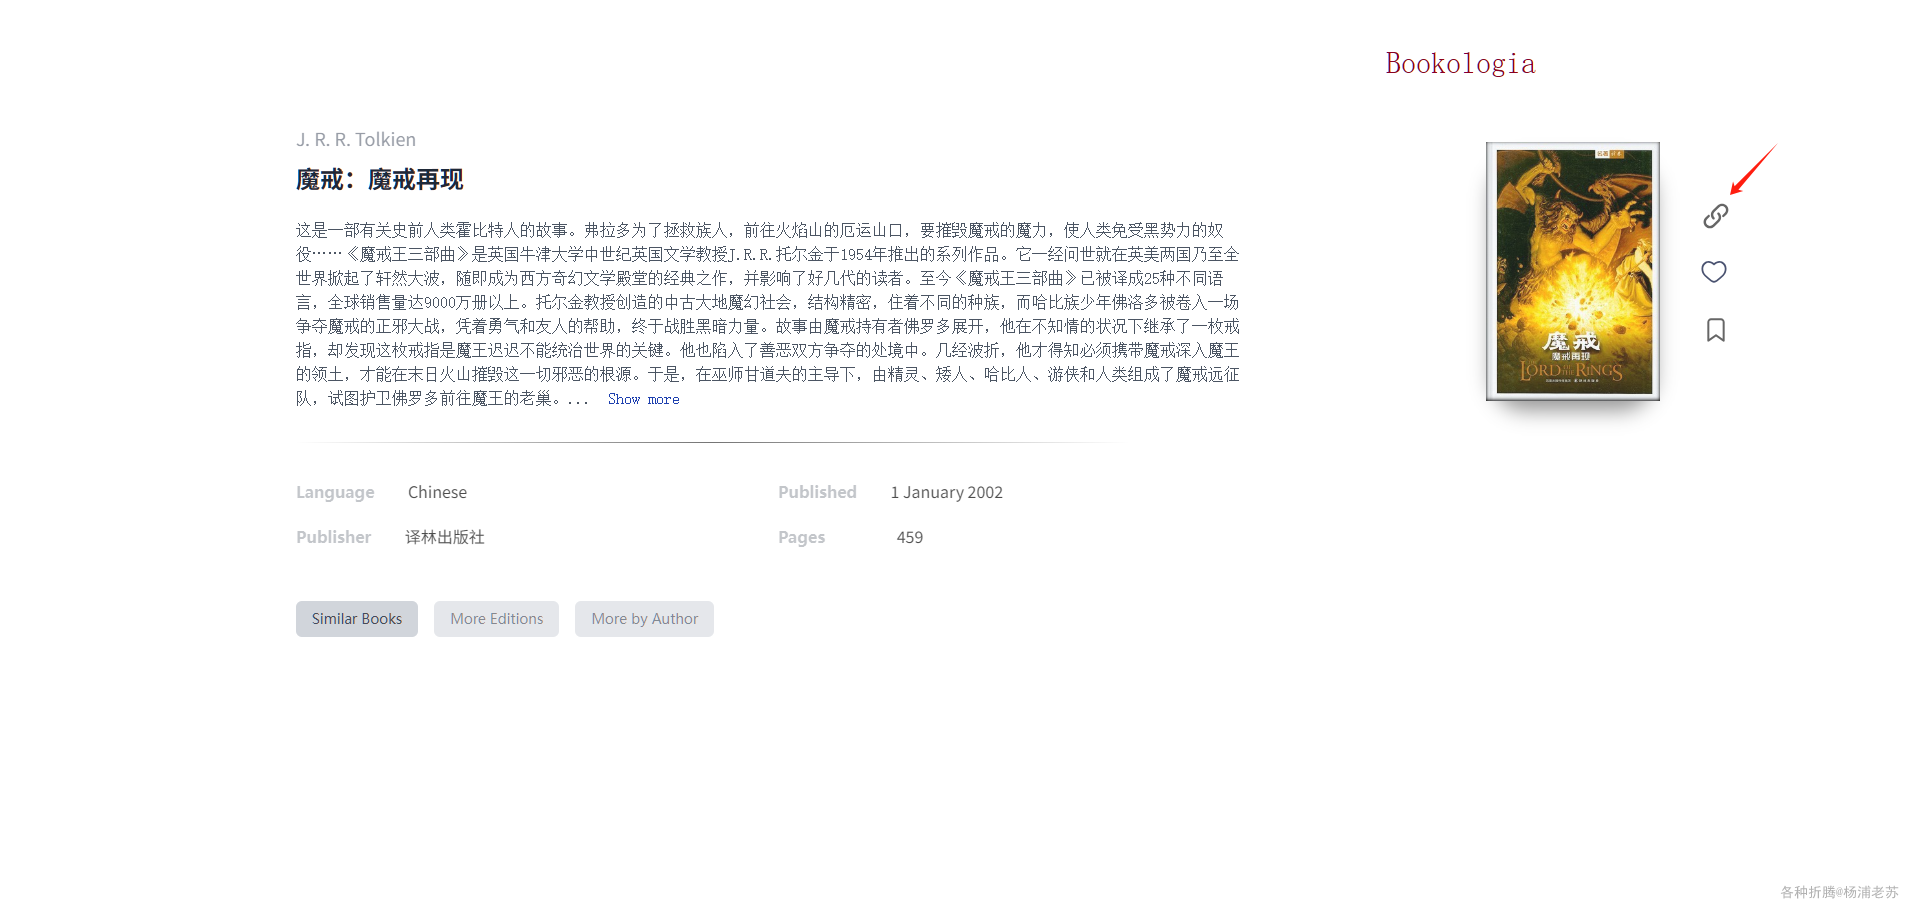 Bookologia
J. R. R. Tolkien
魔戒：魔戒再现
这是一部有关史前人类霍比特人的故事。弗拉多为了拯救族人，前往火焰山的厄运山口，要摧毁魔戒的魔力，使人类免受黑势力的奴
役……《魔戒王三部曲》是英国牛津大学中世纪英国文学教授J.R.R.托尔金于1954年推出的系列作品。它一经问世就在英美两国乃至全
世界掀起了轩然大波，随即成为西方奇幻文学殿堂的经典之作，并影响了好几代的读者。至今《魔戒王三部曲》已被译成25种不同语
言，全球销售量达9000万册以上。托尔金教授创造的中古大地魔幻社会，结构精密，住着不同的种族，而哈比族少年佛洛多被卷入一场
争夺魔戒的正邪大战，凭着勇气和友人的帮助，终于战胜黑暗力量。故事由魔戒持有者佛罗多展开，他在不知情的状况下继承了一枚戒
指，却发现这枚戒指是魔王迟迟不能统治世界的关键。他也陷入了善恶双方争夺的处境中。几经波折，他才得知必须携带魔戒深入魔王
的领土，才能在末日火山摧毁这一切邪恶的根源。于是，在巫师甘道夫的主导下，由精灵、矮人、哈比人、游侠和人类组成了魔戒远征
队，试图护卫佛罗多前往魔王的老巢。... Show more
魔戒
魔戒再现
THE LORD OF THE RINGS
Language Chinese
Published 1 January 2002
Publisher 译林出版社
Pages 459
Similar Books
More Editions
More by Author
各种折腾@杨浦老苏